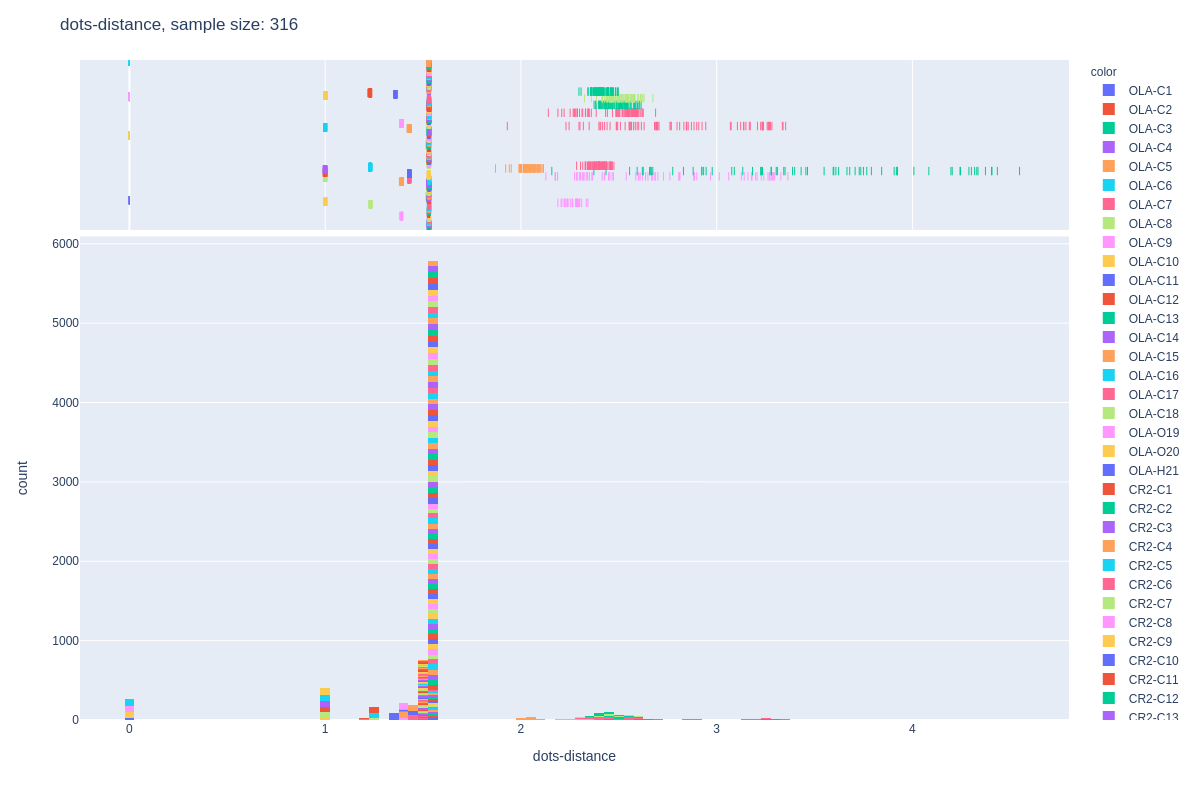 dots-distance, sample size: 316
color
OLA-C1
OLA-C2
OLA-C3
OLA-C4
OLA-C5
OLA-C6
OLA-C7
OLA-C8
OLA-C9
OLA-C10
OLA-C11
OLA-C12
OLA-C13
OLA-C14
OLA-C15
OLA-C16
OLA-C17
OLA-C18
OLA-O19
OLA-O20
OLA-H21
CR2-C1
CR2-C2
CR2-C3
CR2-C4
CR2-C5
CR2-C6
CR2-C7
CR2-C8
CR2-C9
CR2-C10
CR2-C11
CR2-C12
CR2-C13
6000
5000
4000
3000
2000
1000
0
count
0 1 2 3 4
dots-distance